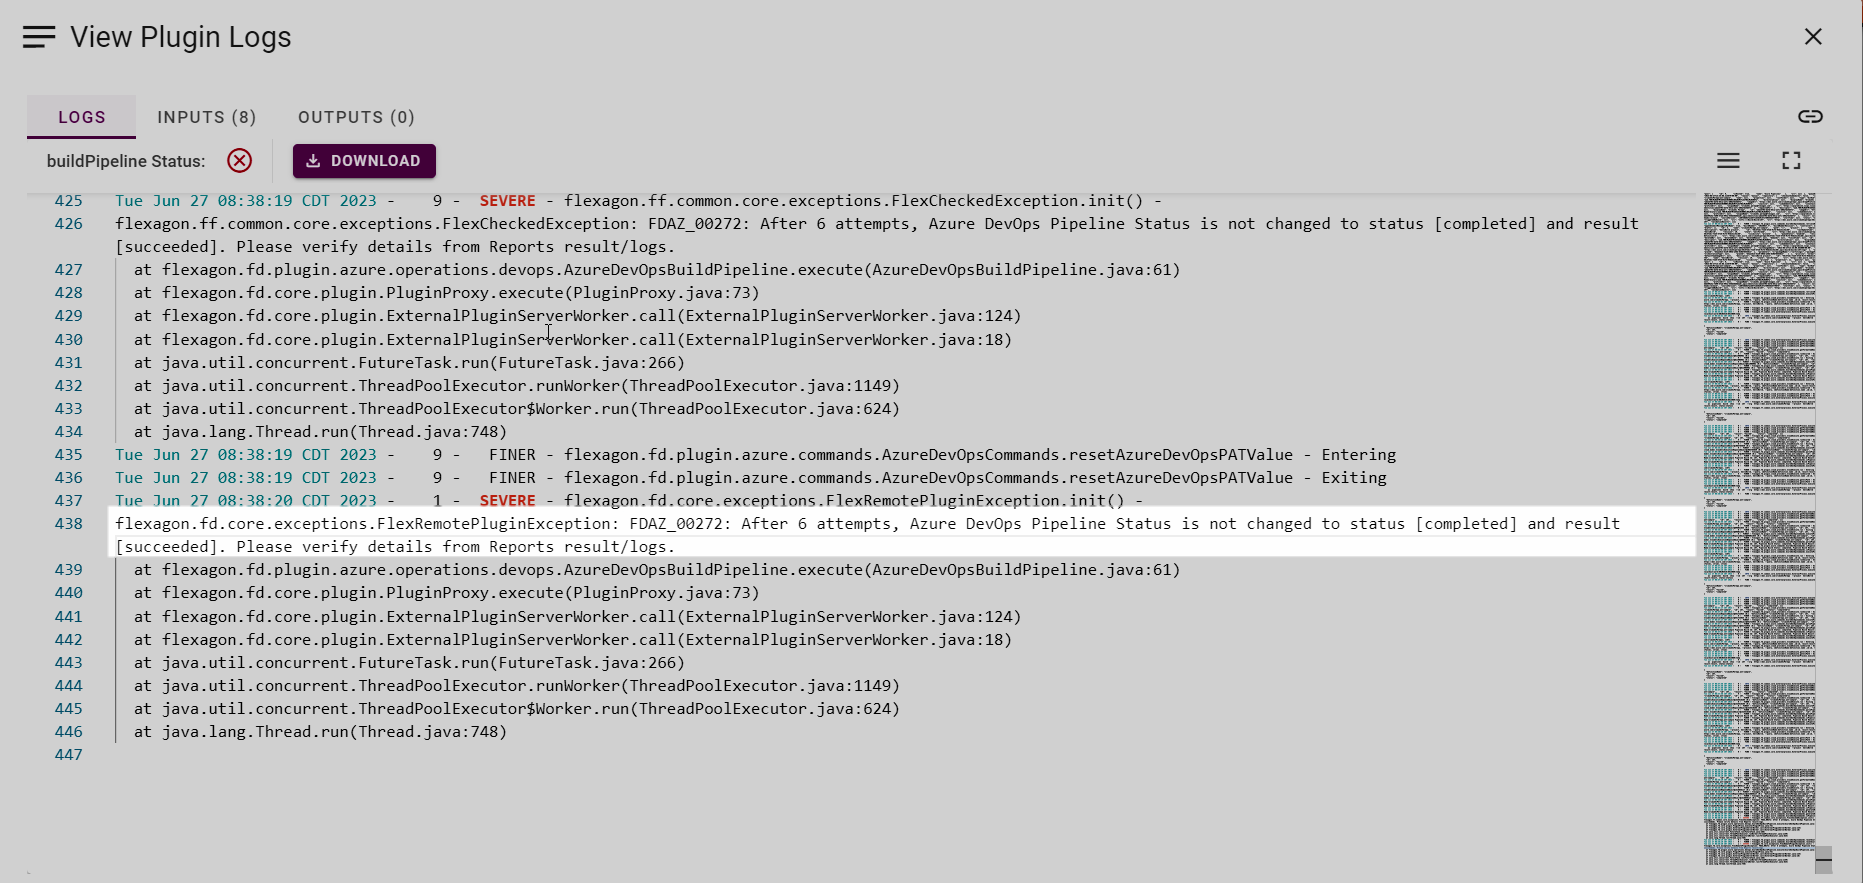 View Plugin Logs
LOGS INPUTS (8) OUTPUTS (0)
buildPipeline Status: DOWNLOAD
425 Tue Jun 27 08:38:19 CDT 2023 - 9 - SEVERE - flexagon.ff.common.core.exceptions.FlexCheckedException.init() -
426 flexagon.ff.common.core.exceptions.FlexCheckedException: FDAZ_00272: After 6 attempts, Azure DevOps Pipeline Status is not changed to status [completed] and result
[succeeded]. Please verify details from Reports result/logs.
427 at flexagon.fd.plugin.azure.operations.devops.AzureDevOpsBuildPipeline.execute(AzureDevOpsBuildPipeline.java:61)
428 at flexagon.fd.core.plugin.PluginProxy.execute(PluginProxy.java:73)
429 at flexagon.fd.core.plugin.ExternalPluginServerWorker.call(ExternalPluginServerWorker.java:124)
430 at flexagon.fd.core.plugin.ExternalPluginServerWorker.call(ExternalPluginServerWorker.java:18)
431 at java.util.concurrent.FutureTask.run(FutureTask.java:266)
432 at java.util.concurrent.ThreadPoolExecutor.runWorker(ThreadPoolExecutor.java:1149)
433 at java.util.concurrent.ThreadPoolExecutor$Worker.run(ThreadPoolExecutor.java:624)
434 at java.lang.Thread.run(Thread.java:748)
435 Tue Jun 27 08:38:19 CDT 2023 - 9 - FINER - flexagon.fd.plugin.azure.commands.AzureDevOpsCommands.resetAzureDevOpsPATValue - Entering
436 Tue Jun 27 08:38:19 CDT 2023 - 9 - FINER - flexagon.fd.plugin.azure.commands.AzureDevOpsCommands.resetAzureDevOpsPATValue - Exiting
437 Tue Jun 27 08:38:20 CDT 2023 - 1 - SEVERE - flexagon.fd.core.exceptions.FlexRemotePluginException.init() -
438 flexagon.fd.core.exceptions.FlexRemotePluginException: FDAZ_00272: After 6 attempts, Azure DevOps Pipeline Status is not changed to status [completed] and result
[succeeded]. Please verify details from Reports result/logs.
439 at flexagon.fd.plugin.azure.operations.devops.AzureDevOpsBuildPipeline.execute(AzureDevOpsBuildPipeline.java:61)
440 at flexagon.fd.core.plugin.PluginProxy.execute(PluginProxy.java:73)
441 at flexagon.fd.core.plugin.ExternalPluginServerWorker.call(ExternalPluginServerWorker.java:124)
442 at flexagon.fd.core.plugin.ExternalPluginServerWorker.call(ExternalPluginServerWorker.java:18)
443 at java.util.concurrent.FutureTask.run(FutureTask.java:266)
444 at java.util.concurrent.ThreadPoolExecutor.runWorker(ThreadPoolExecutor.java:1149)
445 at java.util.concurrent.ThreadPoolExecutor$Worker.run(ThreadPoolExecutor.java:624)
446 at java.lang.Thread.run(Thread.java:748)
447